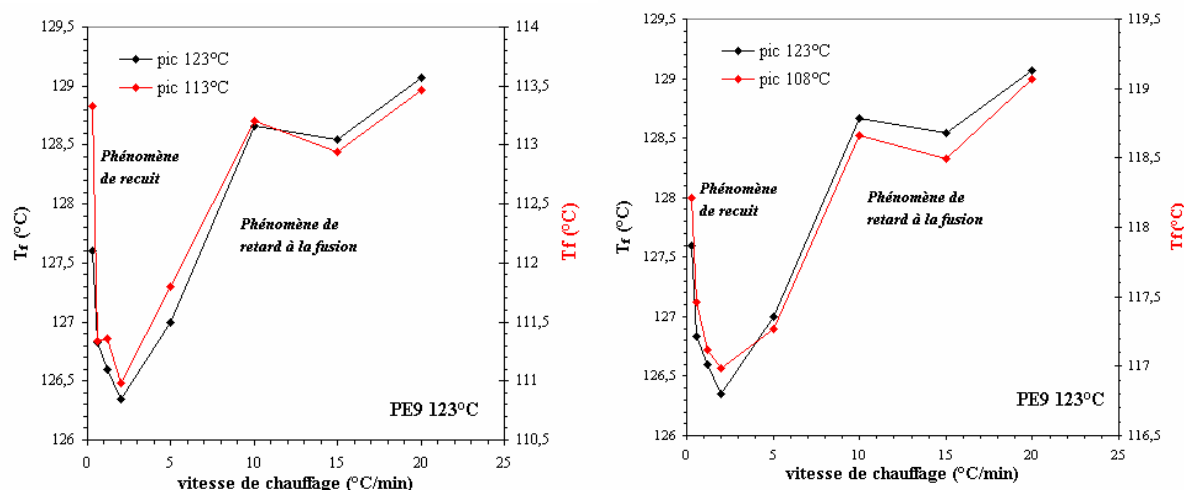 129,5
129
128,5
128
127,5
127
126,5
126
T_f (°C)
114
113,5
113
112,5
112
111,5
111
110,5
Tf (°C)
pic 123°C
pic 113°C
Phénomène
de recuit
Phénomène de
retard à la fusion
PE9 123°C
0 5 10 15 20
vitesse de chauffage (°C/min)
129,5
129
128,5
128
127,5
127
126,5
126
T_f (°C)
119,5
119
118,5
118
117,5
117
116,5
Tf(°C)
pic 123°C
pic 108°C
Phénomène
de recuit
Phénomène de
retard à la fusion
PE9 123°C
0 5 10 15 20
vitesse de chauffage (°C/min)